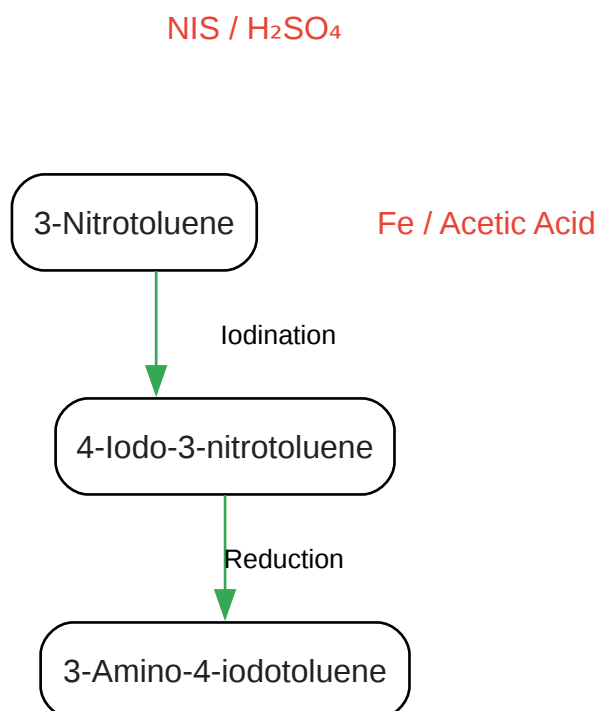 NIS / H₂SO₄
3-Nitrotoluene
Fe / Acetic Acid
Iodination
4-Iodo-3-nitrotoluene
Reduction
3-Amino-4-iodotoluene